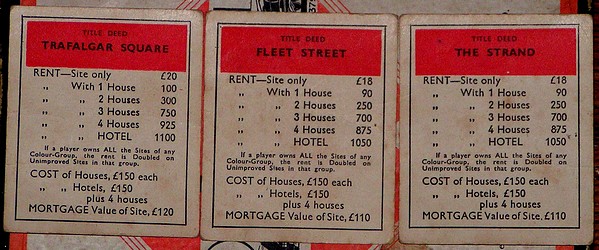 TITLE DEED
TRAFALGAR SQUARE
RENT—Site only £20
„ With 1 House 100
„ „ 2 Houses 300
„ „ 3 Houses 750
„ „ 4 Houses 925
„ „ HOTEL 1100
If a player owns ALL the Sites of any
Colour-Group, the rent is Doubled on
Unimproved Sites in that group.
COST of Houses, £150 each
„ „ Hotels, £150
plus 4 houses
MORTGAGE Value of Site, £120
TITLE DEED
FLEET STREET
RENT—Site only £18
„ With 1 House 90
„ „ 2 Houses 250
„ „ 3 Houses 700
„ „ 4 Houses 875
„ „ HOTEL 1050
If a player owns ALL the Sites of any
Colour-Group, the rent is Doubled on
Unimproved Sites in that group.
COST of Houses, £150 each
„ „ Hotels, £150
plus 4 houses
MORTGAGE Value of Site, £110
TITLE DEED
THE STRAND
RENT—Site only £18
„ With 1 House 90
„ „ 2 Houses 250
„ „ 3 Houses 700
„ „ 4 Houses 875
„ „ HOTEL 1050
If a player owns ALL the Sites of any
Colour-Group, the rent is Doubled on
Unimproved Sites in that group.
COST of Houses, £150 each
„ „ Hotels, £150
plus 4 houses
MORTGAGE Value of Site, £110